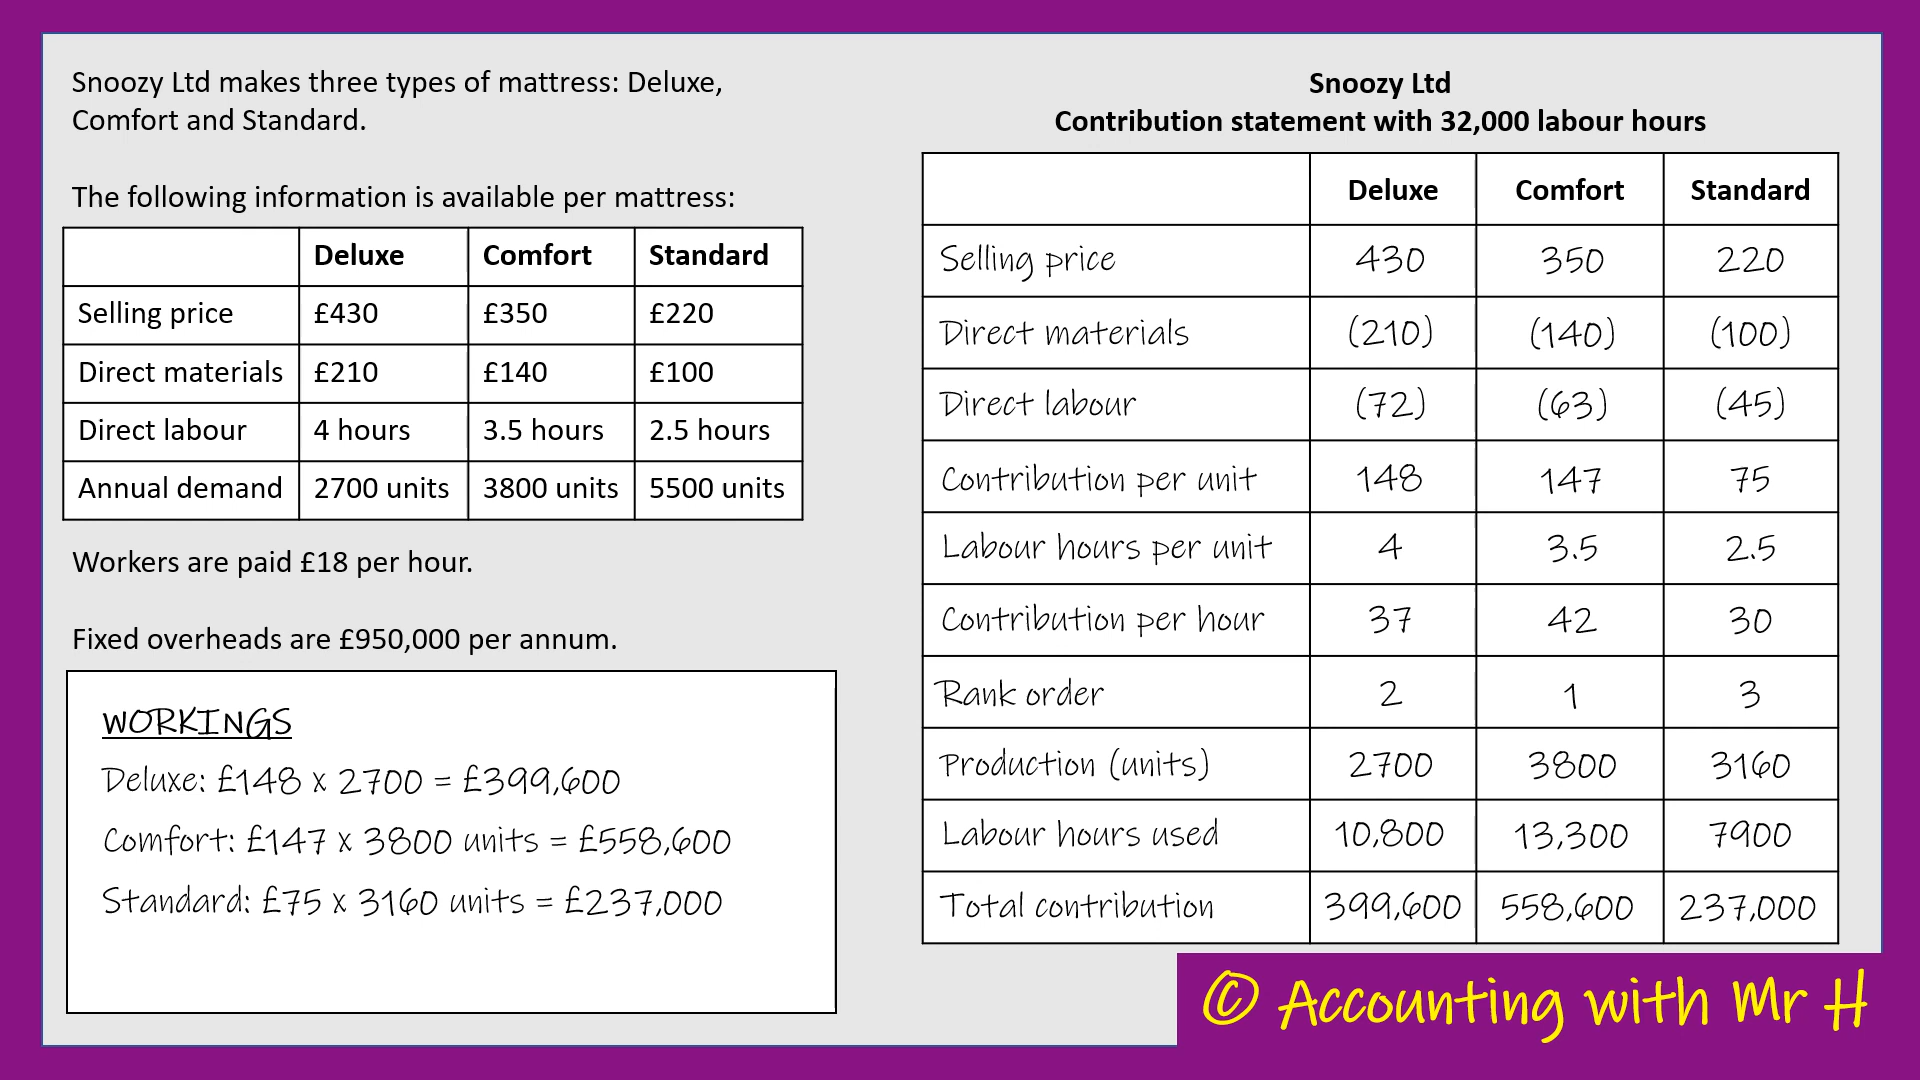 Snoozy Ltd makes three types of mattress: Deluxe,
Comfort and Standard.
The following information is available per mattress:
Deluxe Comfort Standard
Selling price £430 £350 £220
Direct materials £210 £140 £100
Direct labour 4 hours 3.5 hours 2.5 hours
Annual demand 2700 units 3800 units 5500 units
Workers are paid £18 per hour.
Fixed overheads are £950,000 per annum.
WORKINGS
Deluxe: £148 x 2700 = £399,600
Comfort: £147 x 3800 units = £558,600
Standard: £75 x 3160 units = £237,000
Snoozy Ltd
Contribution statement with 32,000 labour hours
Deluxe Comfort Standard
Selling price 430 350 220
Direct materials (210) (140) (100)
Direct labour (72) (63) (45)
Contribution per unit 148 147 75
Labour hours per unit 4 3.5 2.5
Contribution per hour 37 42 30
Rank order 2 1 3
Production (units) 2700 3800 3160
Labour hours used 10,800 13,300 7900
Total contribution 399,600 558,600 237,000
© Accounting with Mr H